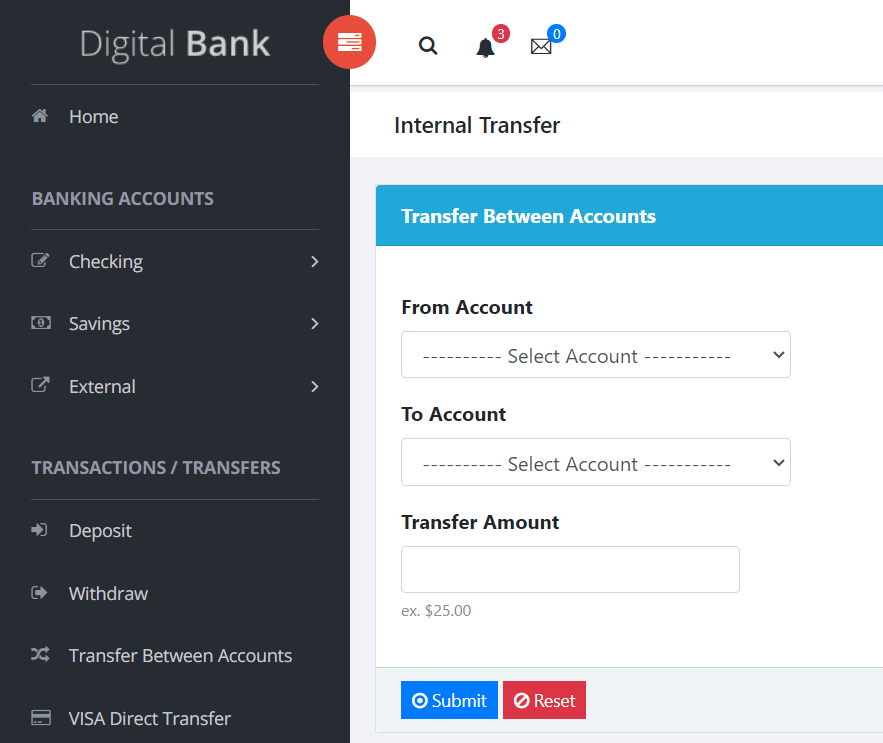 Digital Bank
3
0
Home
BANKING ACCOUNTS
Checking
Savings
External
TRANSACTIONS / TRANSFERS
Deposit
Withdraw
Transfer Between Accounts
VISA Direct Transfer
Internal Transfer
Transfer Between Accounts
From Account
---------- Select Account -----------
To Account
---------- Select Account -----------
Transfer Amount
ex. $25.00
Submit Reset